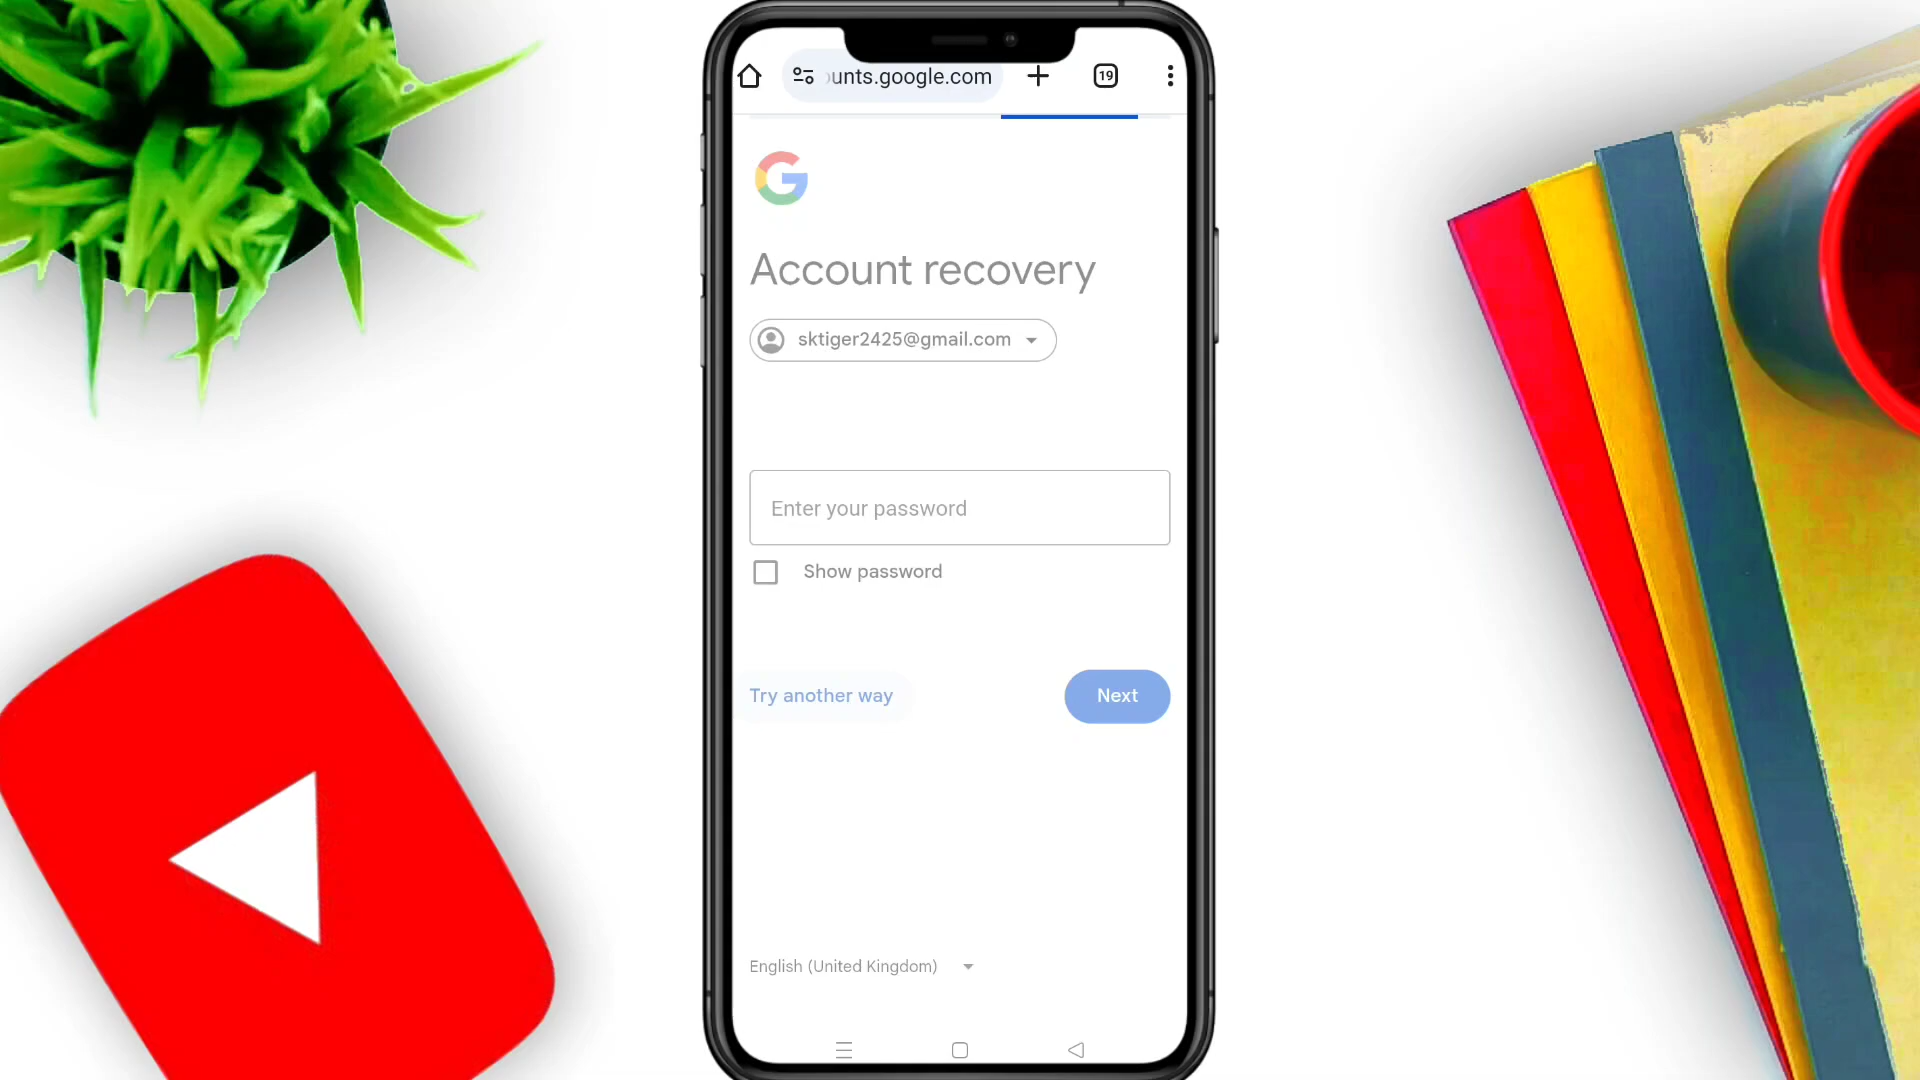 unts.google.com
19
Account recovery
sktiger2425@gmail.com
Enter your password
Show password
Try another way
Next
English (United Kingdom)